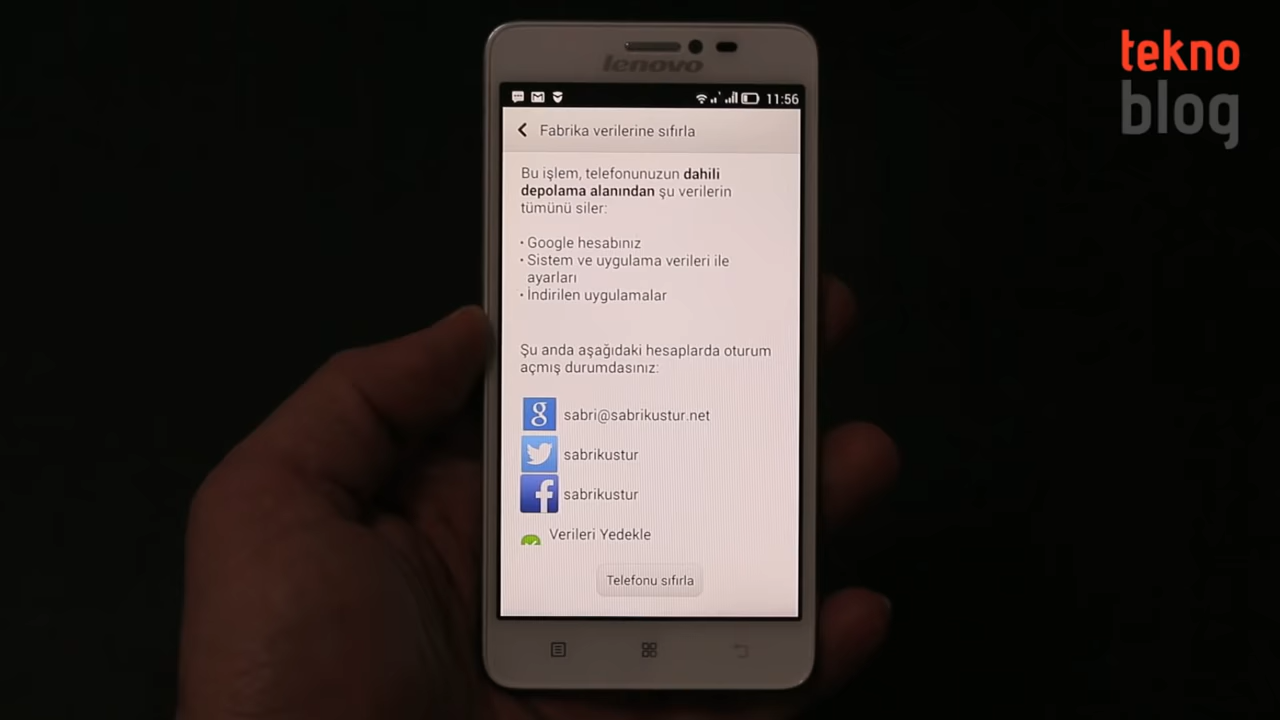 tekno
blog
lenovo
11:56
Fabrika verilerine sıfırla
Bu işlem, telefonunuzun dahili
depolama alanından şu verilerin
tümünü siler:
• Google hesabınız
• Sistem ve uygulama verileri ile
ayarları
• İndirilen uygulamalar
Şu anda aşağıdaki hesaplarda oturum
açmış durumdasınız:
sabri@sabrikustur.net
sabrikustur
sabrikustur
Verileri Yedekle
Telefonu sıfırla